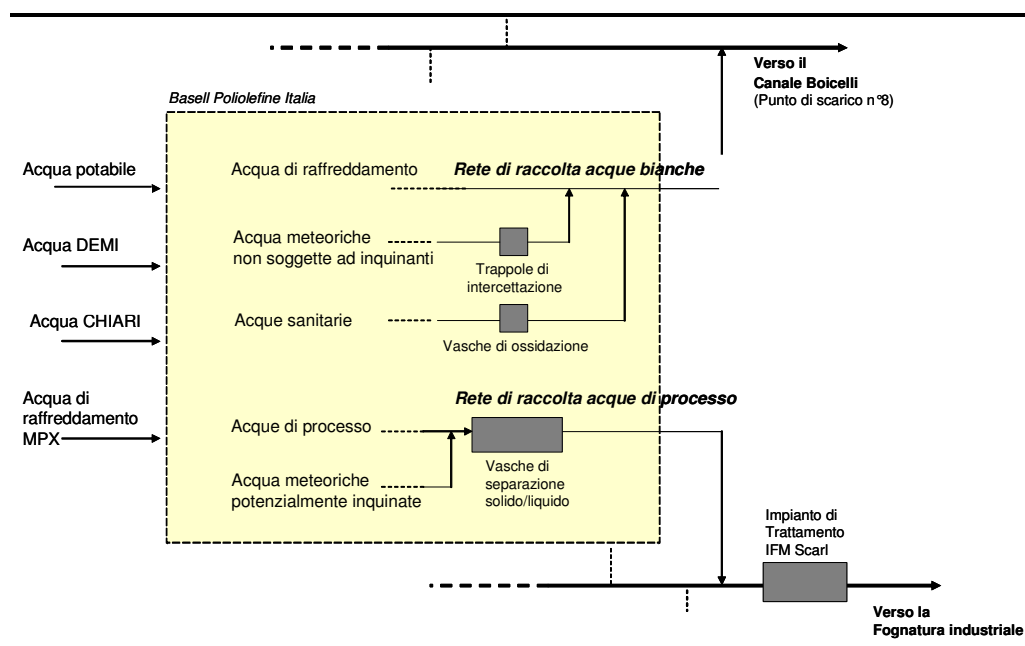 Verso il
Canale Boicelli
(Punto di scarico n°8)
Basell Poliolefine Italia
Acqua potabile
Acqua di raffreddamento
Rete di raccolta acque bianche
Acqua DEMI
Acqua meteoriche
non soggette ad inquinanti
Trappole di
intercettazione
Acqua CHIARI
Acque sanitarie
Vasche di ossidazione
Acqua di
raffreddamento
MPX
Rete di raccolta acque di processo
Acque di processo
Acqua meteoriche
potenzialmente inquinate
Vasche di
separazione
solido/liquido
Impianto di
Trattamento
IFM Scarl
Verso la
Fognatura industriale